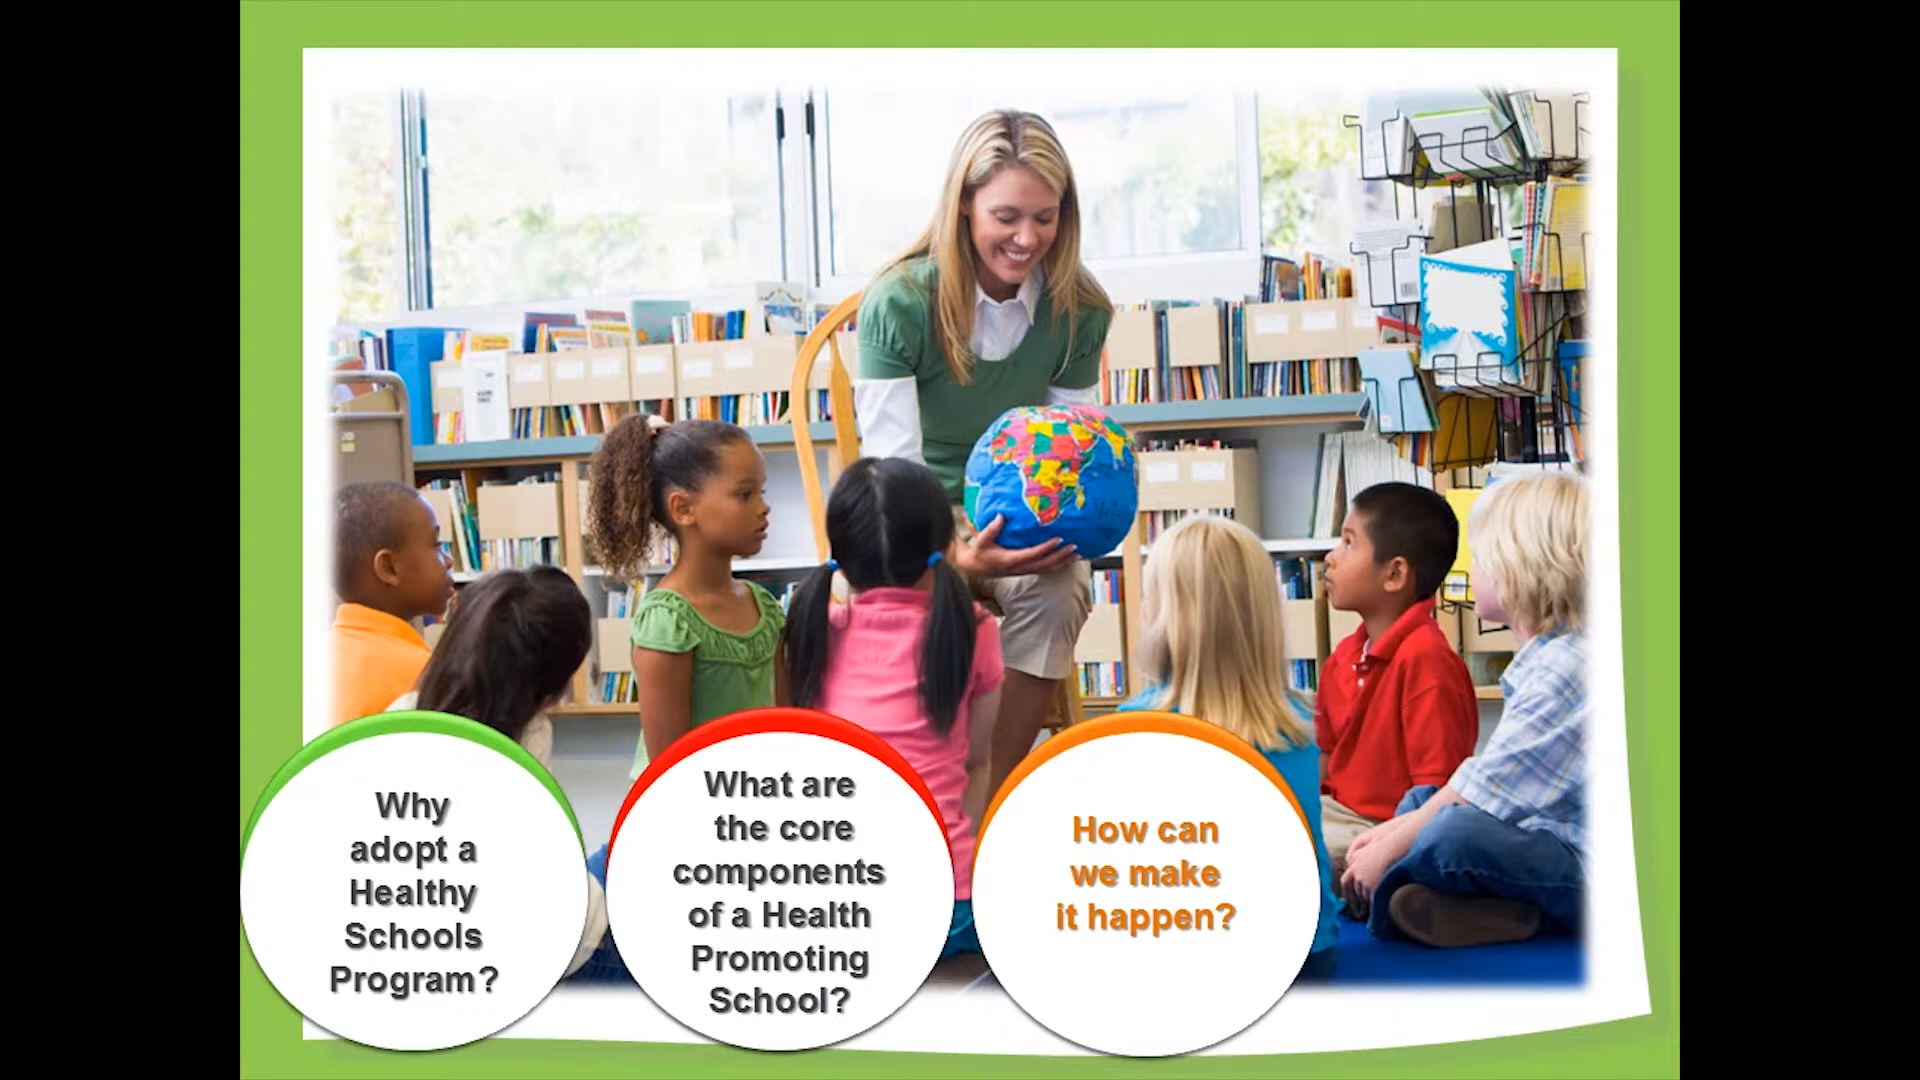 Why
adopt a
Healthy
Schools
Program?
What are
the core
components
of a Health
Promoting
School?
How can
we make
it happen?